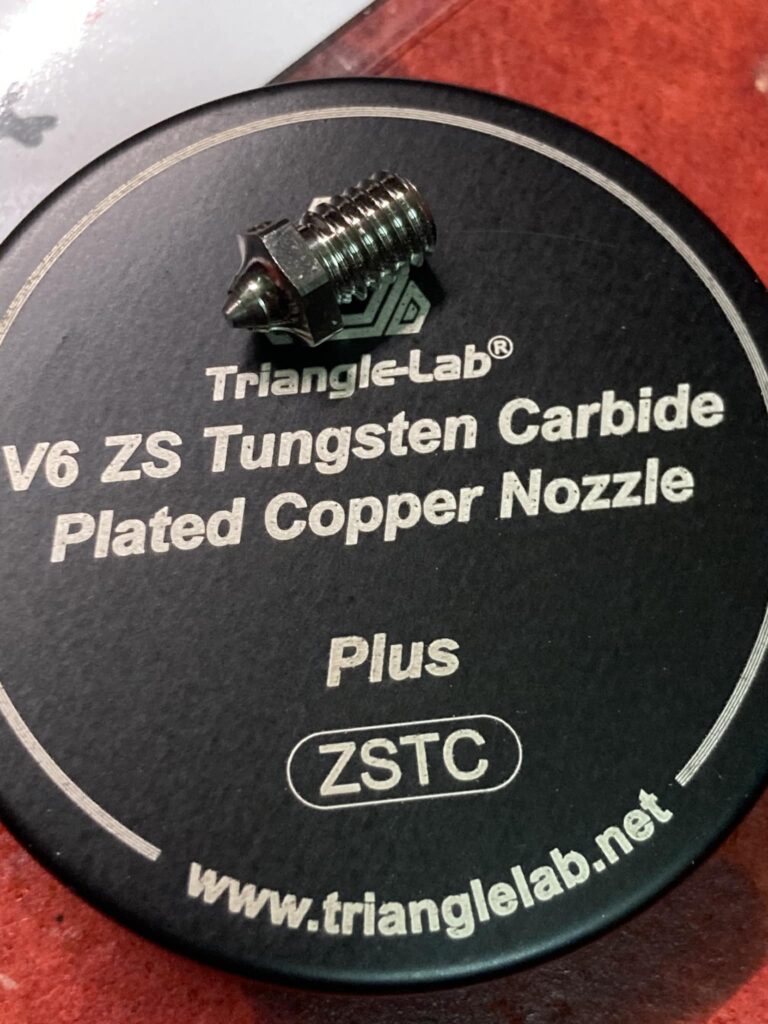 Triangle-Lab®
V6 ZS Tungsten Carbide
Plated Copper Nozzle
Plus
ZSTC
www.trianglelab.net